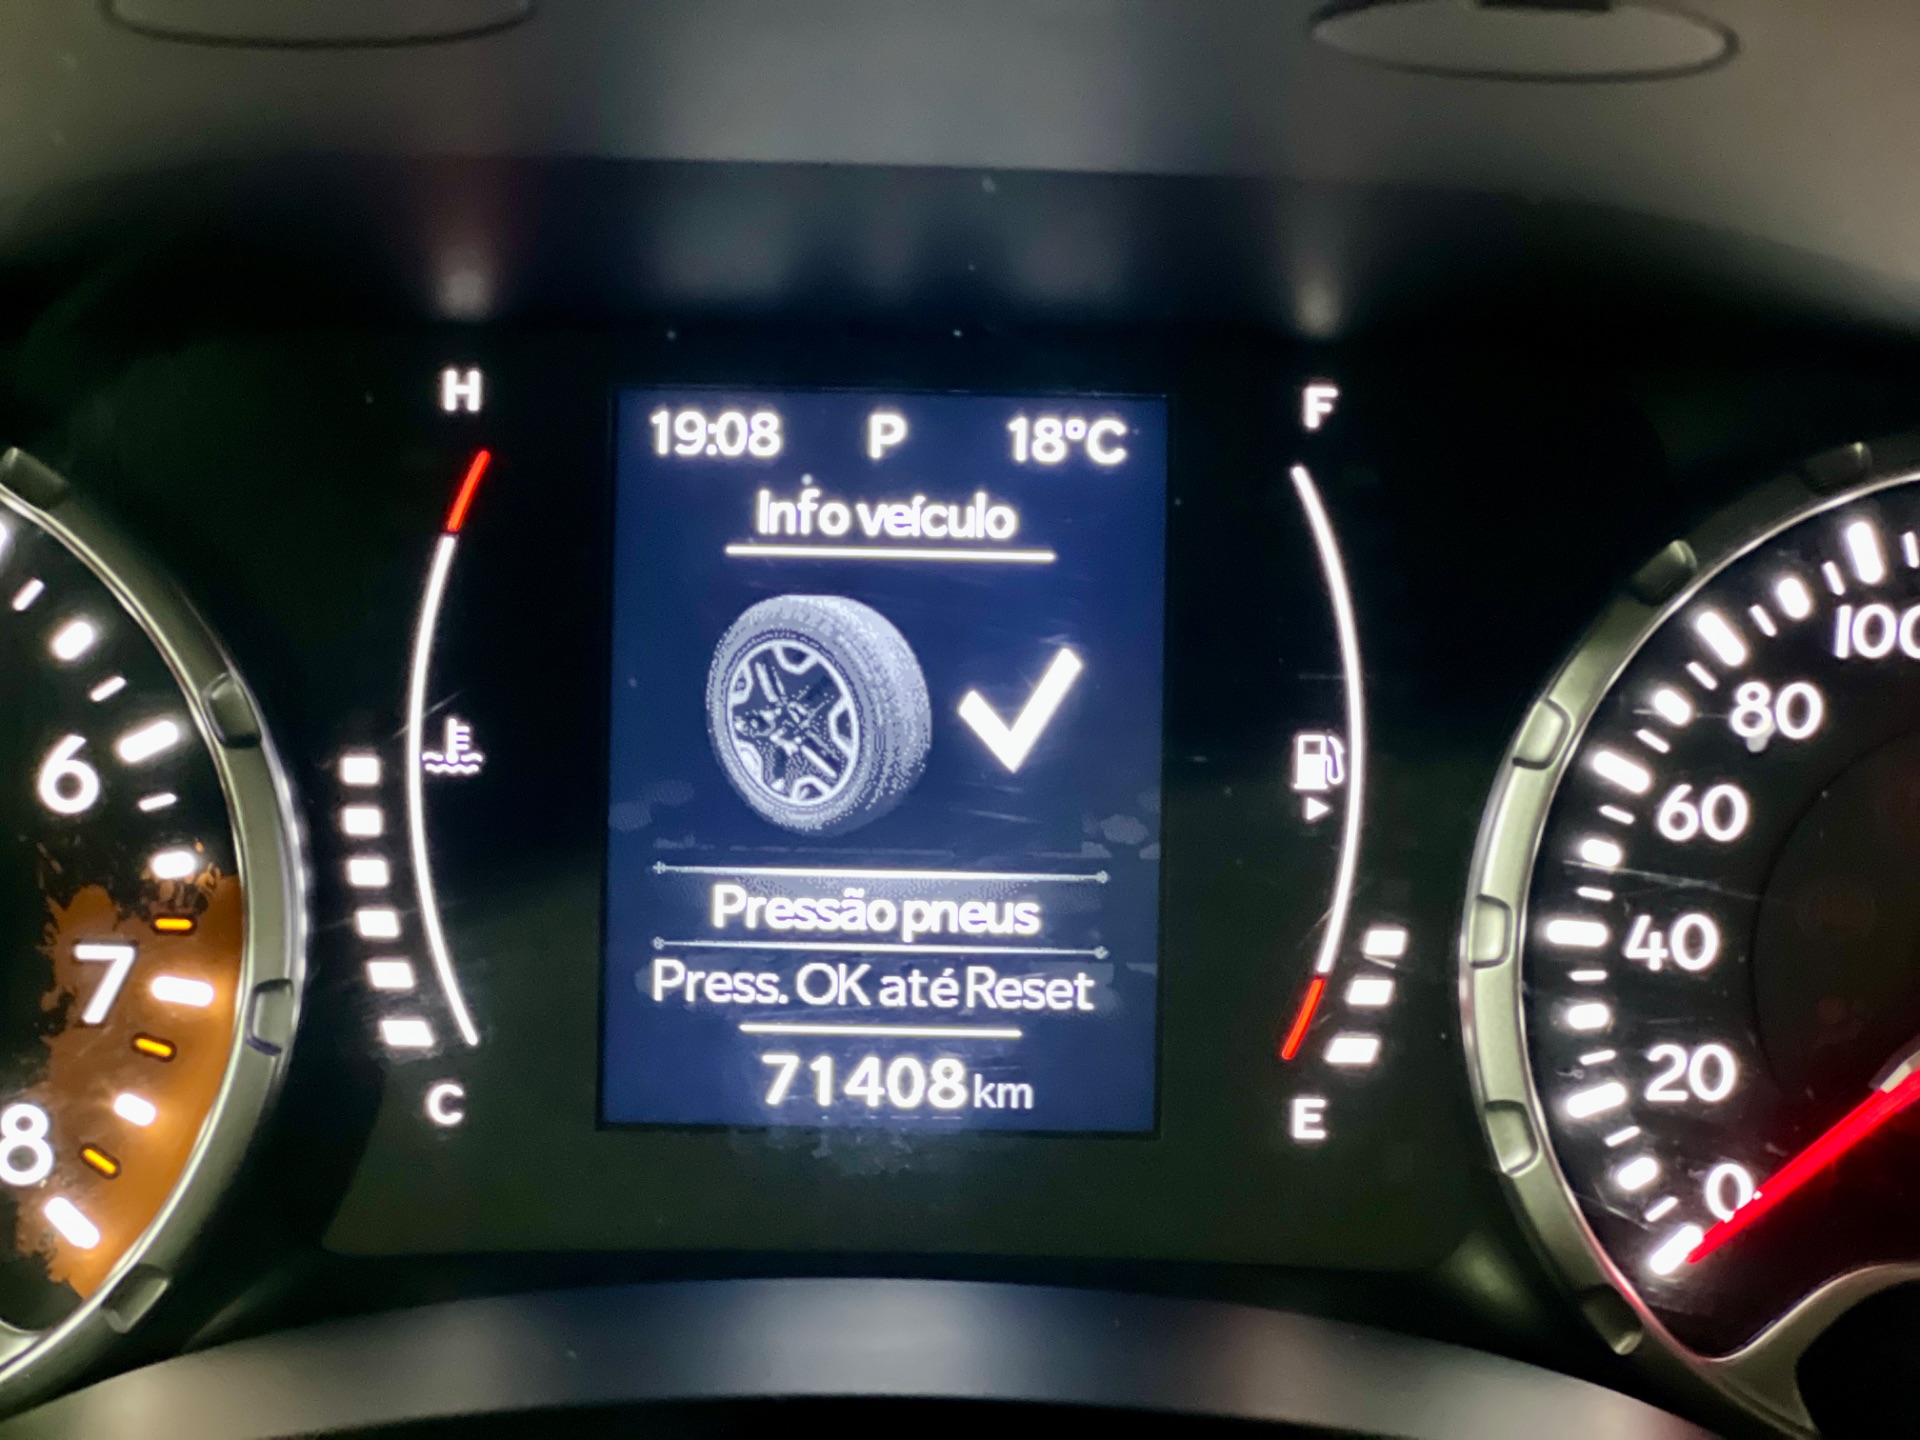 H
F
19:08 P 18°C
Info veículo
Pressão pneus
Press. OK até Reset
71408 km
C
E
6
7
8
100
80
60
40
20
0